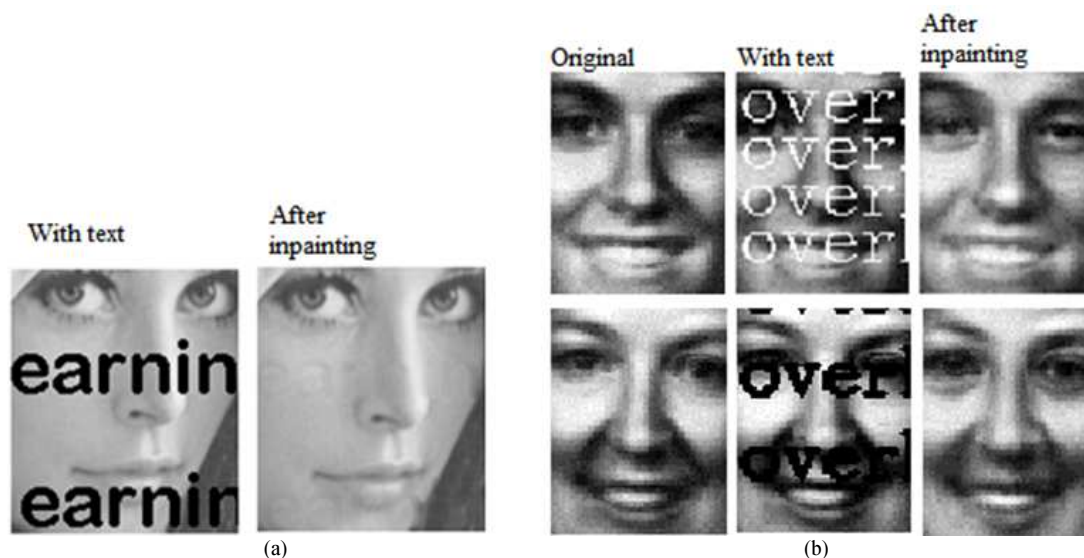 With text
After
inpainting
earnin
earnin
(a)
Original
With text
After
inpainting
over
over
over
over
over
over
(b)